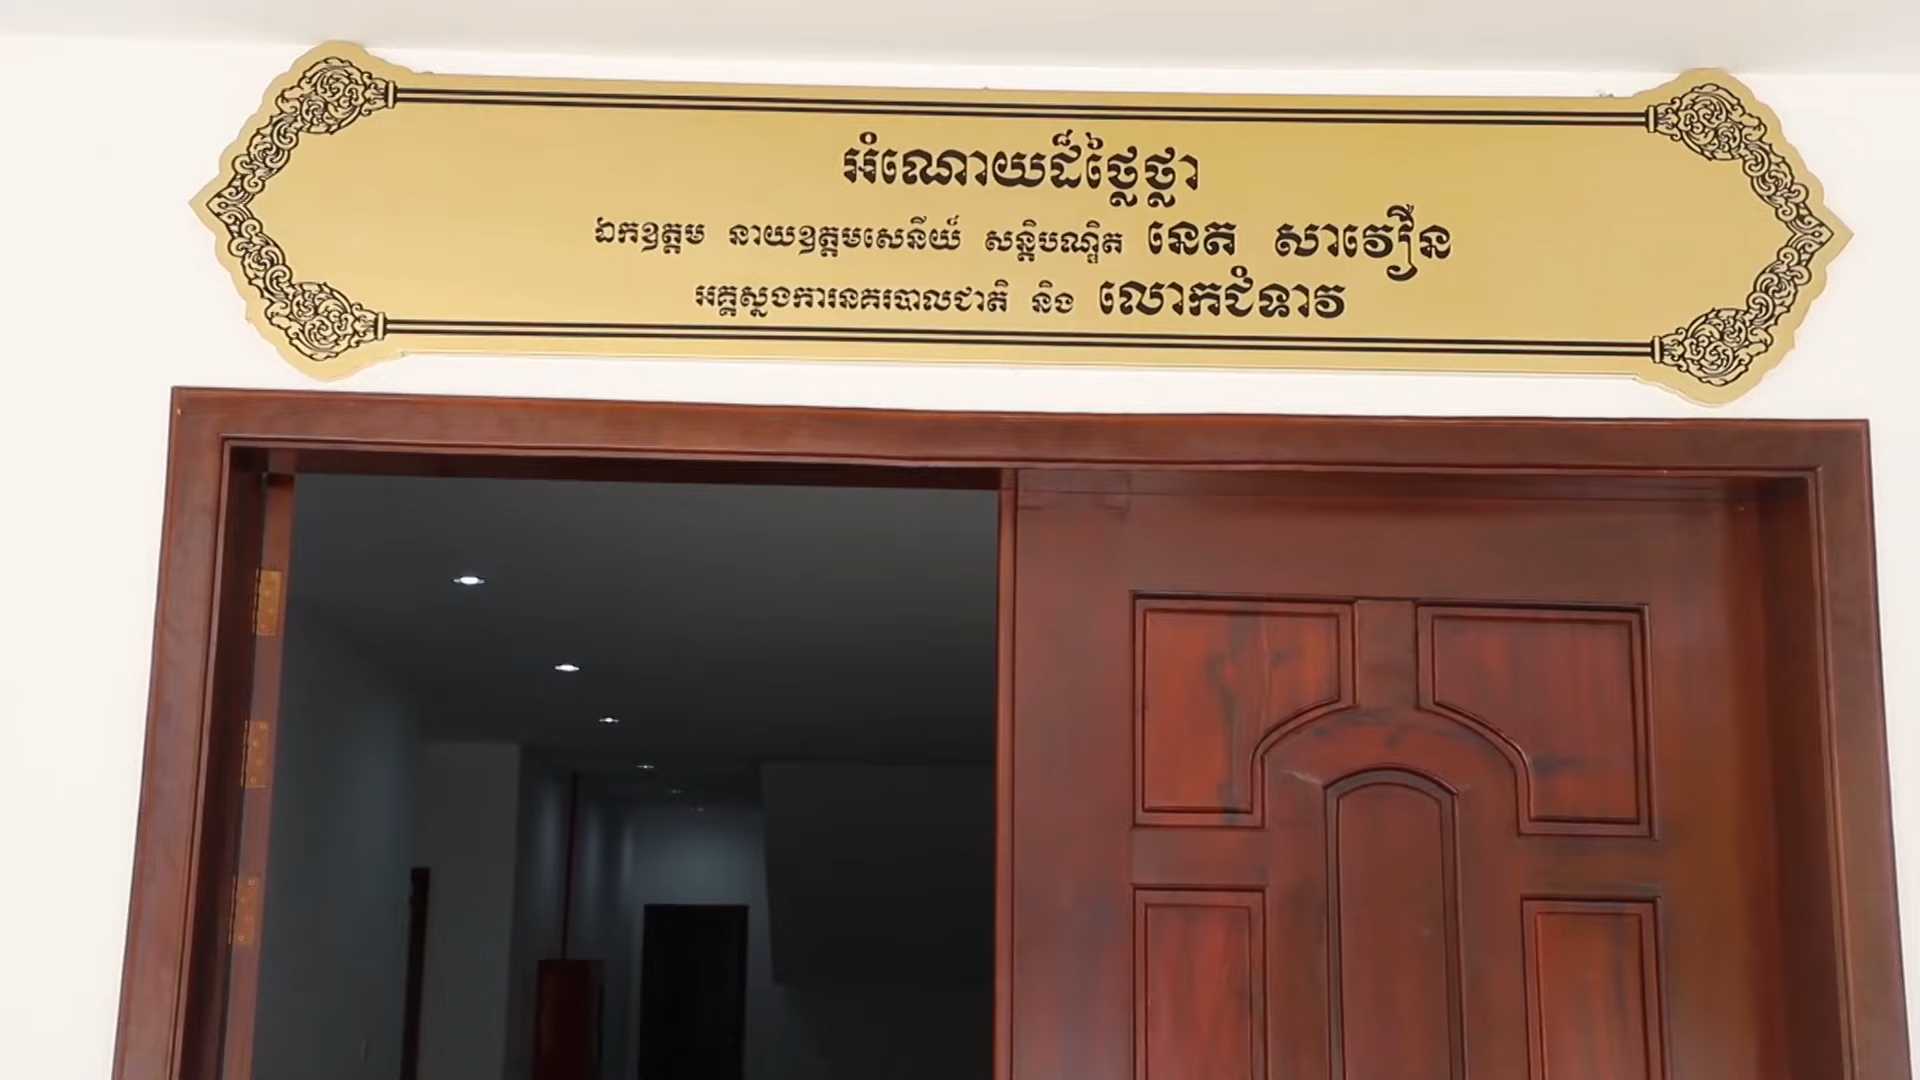 អំណោយដ៏ថ្លៃថ្លា
ឯកឧត្តម នាយឧត្តមសេនីយ៍ សន្តិបណ្ឌិត នេត សាវឿន
អគ្គស្នងការនគរបាលជាតិ និង លោកជំទាវ